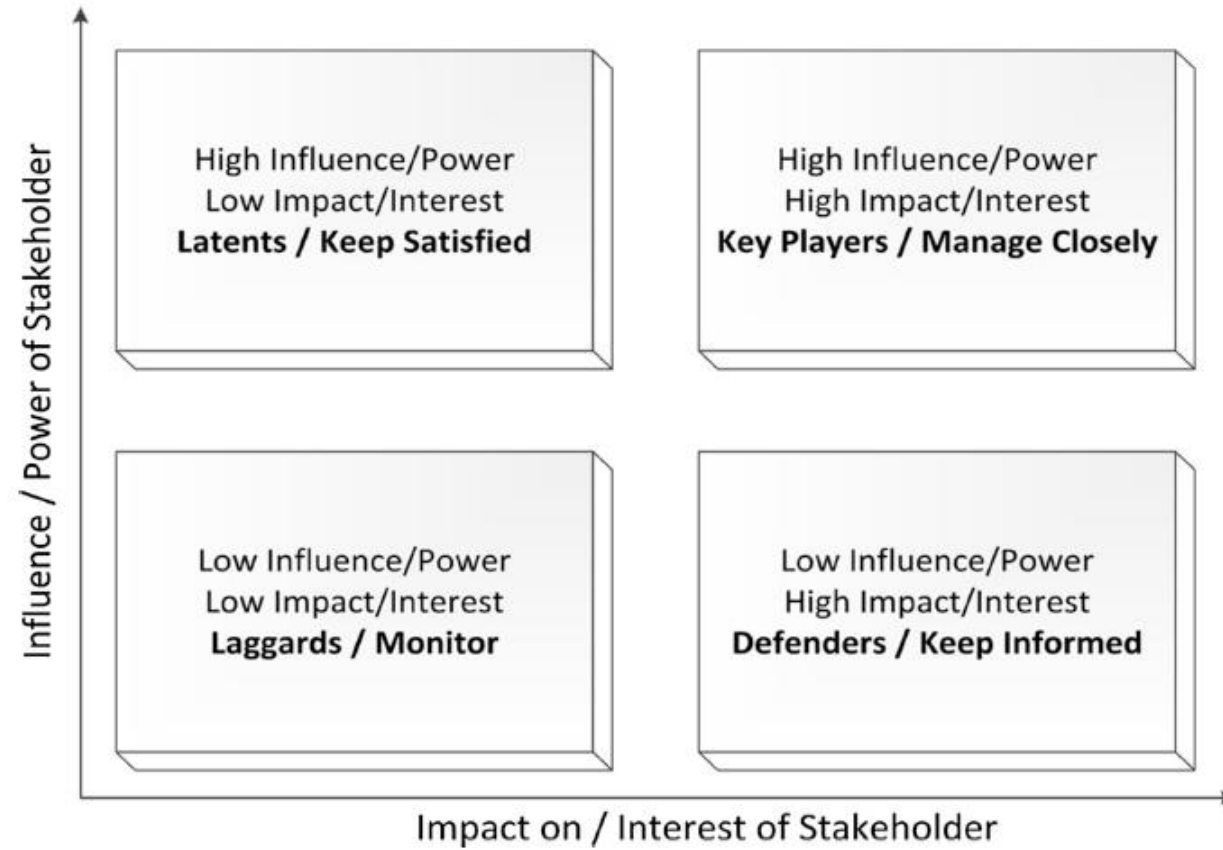 Influence / Power of Stakeholder
High Influence/Power
Low Impact/Interest
Latents / Keep Satisfied
High Influence/Power
High Impact/Interest
Key Players / Manage Closely
Low Influence/Power
Low Impact/Interest
Laggards / Monitor
Low Influence/Power
High Impact/Interest
Defenders / Keep Informed
Impact on / Interest of Stakeholder